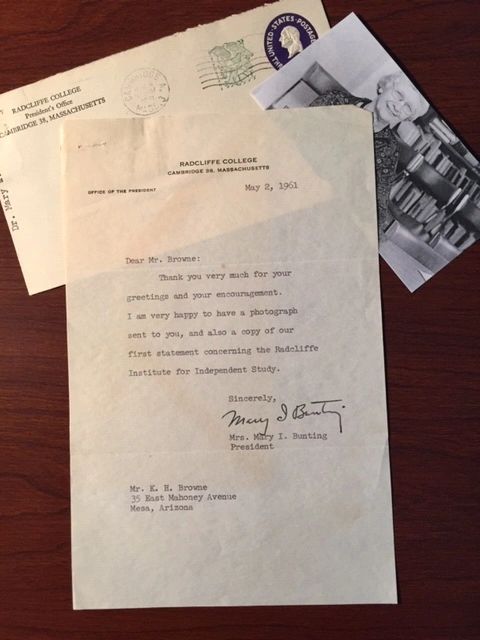 RADCLIFFE COLLEGE
President's Office
CAMBRIDGE 38, MASSACHUSETTS
UNITED STATES POSTAGE
Dr. Mary
RADCLIFFE COLLEGE
CAMBRIDGE 38, MASSACHUSETTS
OFFICE OF THE PRESIDENT
May 2, 1961
Dear Mr. Browne:
Thank you very much for your
greetings and your encouragement.
I am very happy to have a photograph
sent to you, and also a copy of our
first statement concerning the Radcliffe
Institute for Independent Study.
Sincerely,
Mary I Bunting
Mrs. Mary I. Bunting
President
Mr. K. H. Browne
35 East Mahoney Avenue
Mesa, Arizona